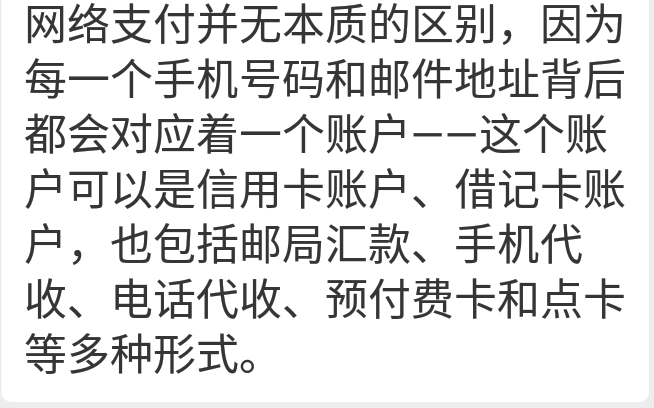 网络支付并无本质的区别，因为
每一个手机号码和邮件地址背后
都会对应着一个账户——这个账
户可以是信用卡账户、借记卡账
户，也包括邮局汇款、手机代
收、电话代收、预付费卡和点卡
等多种形式。